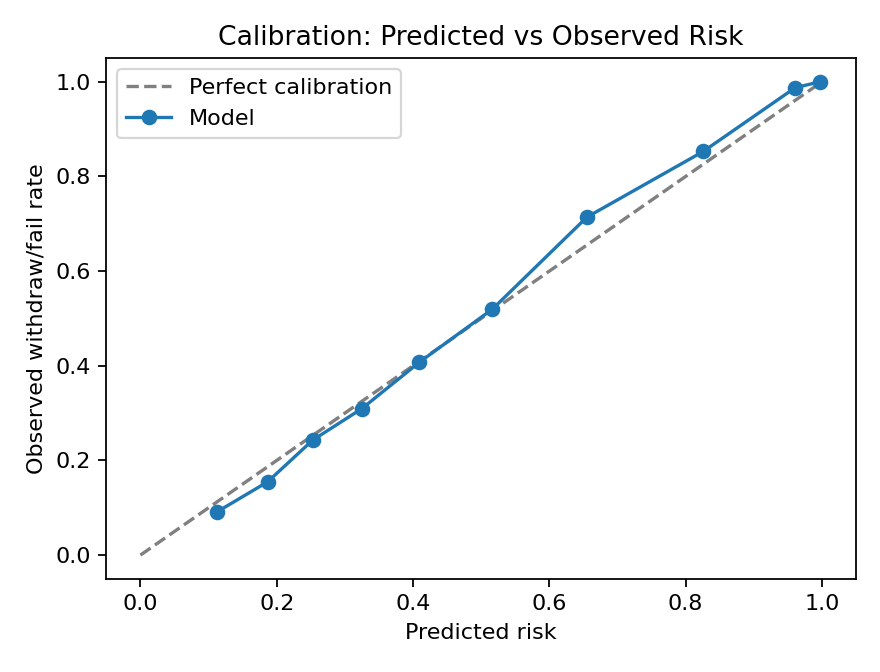 Calibration: Predicted vs Observed Risk
Perfect calibration
Model
Observed withdraw/fail rate
1.0
0.8
0.6
0.4
0.2
0.0
0.0 0.2 0.4 0.6 0.8 1.0
Predicted risk